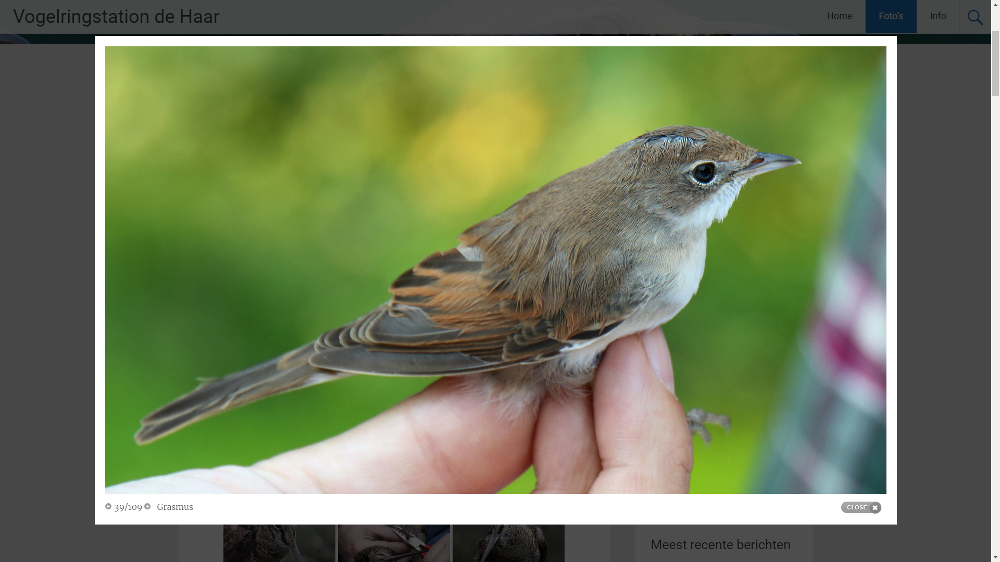 Vogelringstation de Haar
Home
Foto's
Info
39/109 Grasmus
CLOSE
Meest recente berichten